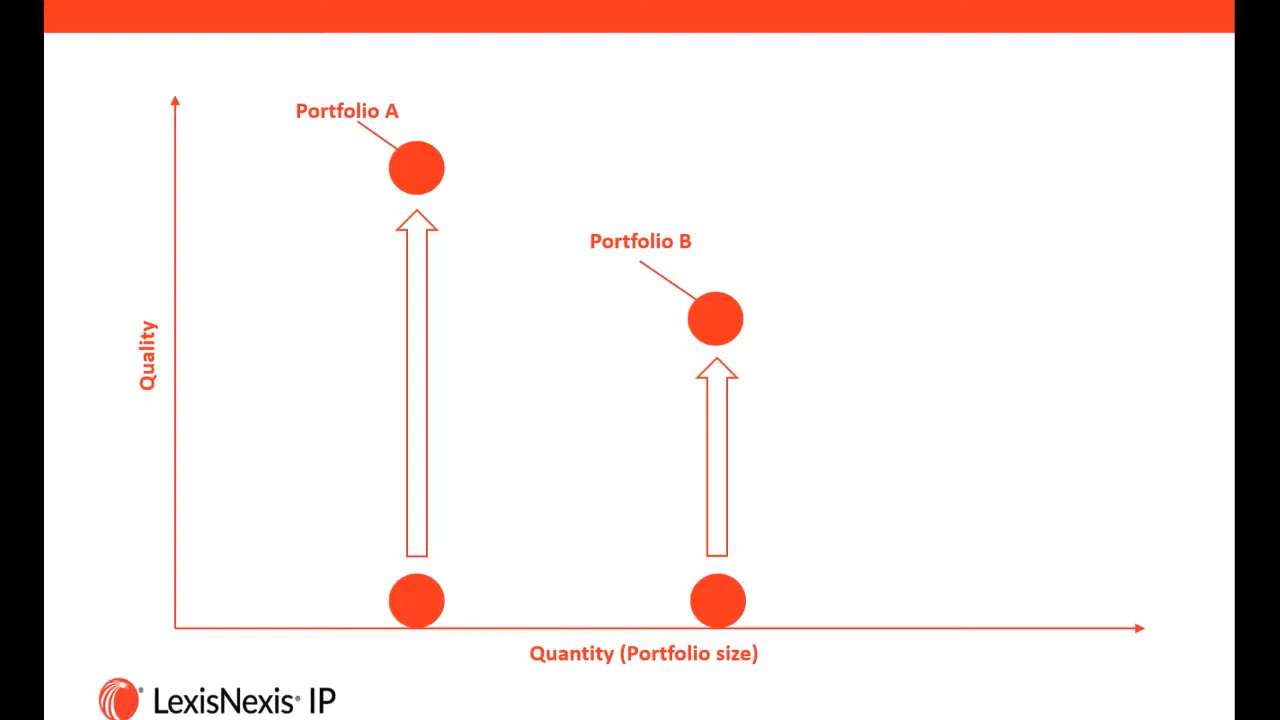 Portfolio A
Portfolio B
Quality
Quantity (Portfolio size)
LexisNexis® IP